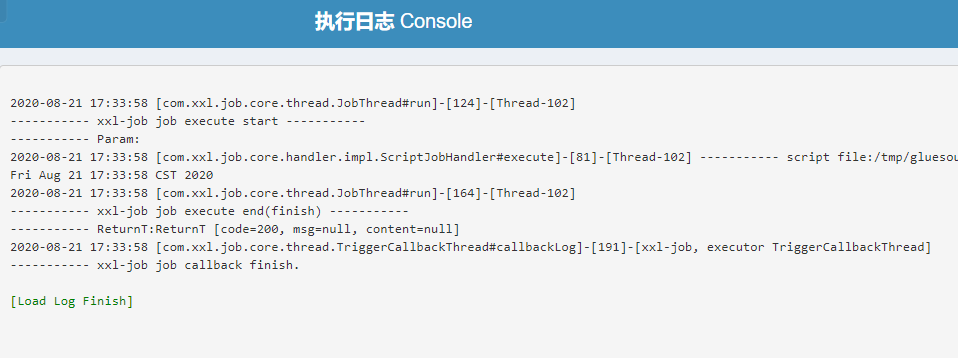 执行日志 Console
2020-08-21 17:33:58 [com.xxl.job.core.thread.JobThread#run]-[124]-[Thread-102]
----------- xxl-job job execute start -----------
----------- Param:
2020-08-21 17:33:58 [com.xxl.job.core.handler.impl.ScriptJobHandler#execute]-[81]-[Thread-102] ----------- script file:/tmp/gluesou
Fri Aug 21 17:33:58 CST 2020
2020-08-21 17:33:58 [com.xxl.job.core.thread.JobThread#run]-[164]-[Thread-102]
----------- xxl-job job execute end(finish) -----------
----------- ReturnT:ReturnT [code=200, msg=null, content=null]
2020-08-21 17:33:58 [com.xxl.job.core.thread.TriggerCallbackThread#callbackLog]-[191]-[xxl-job, executor TriggerCallbackThread]
----------- xxl-job job callback finish.
[Load Log Finish]